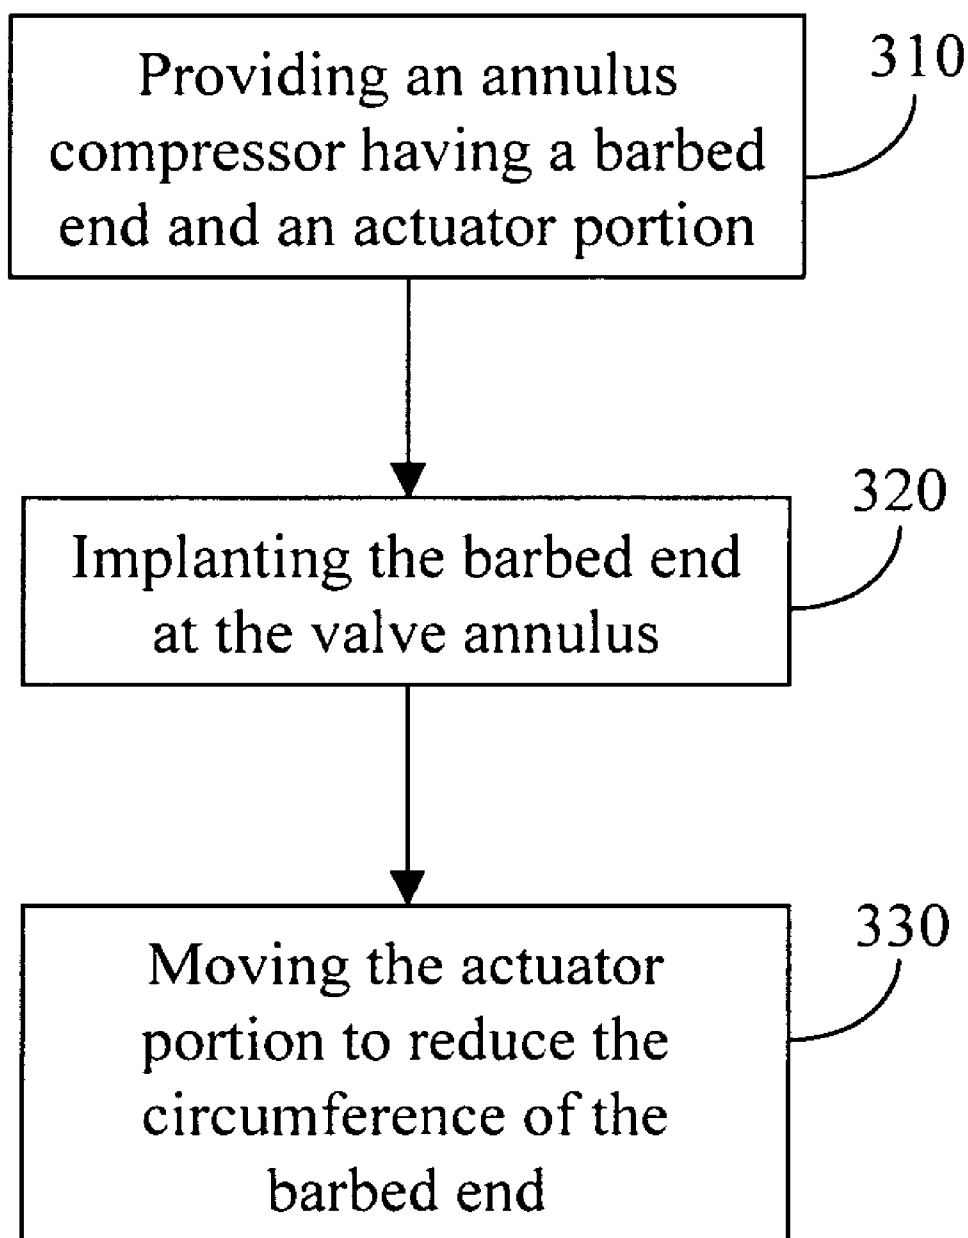 Providing an annulus
compressor having a barbed
end and an actuator portion
310
Implanting the barbed end
at the valve annulus
320
Moving the actuator
portion to reduce the
circumference of the
barbed end
330